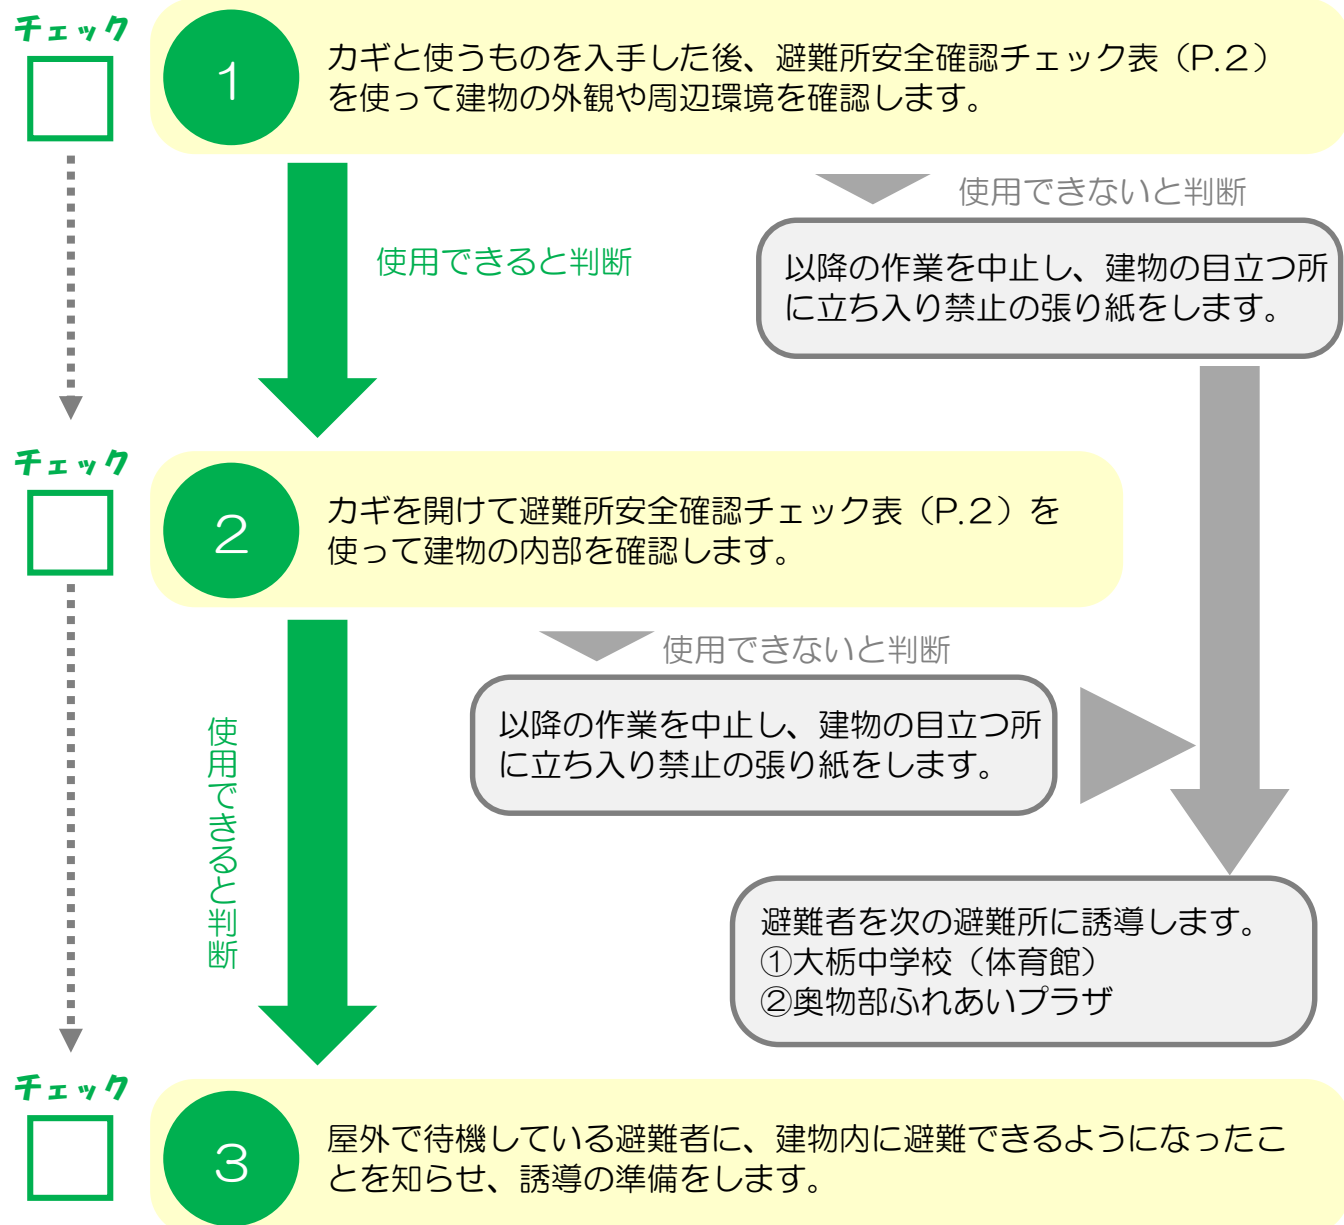 チェック
1
カギと使うものを入手した後、避難所安全確認チェック表（P.2）
を使って建物の外観や周辺環境を確認します。
使用できないと判断
使用できると判断
以降の作業を中止し、建物の目立つ所
に立ち入り禁止の張り紙をします。
チェック
2
カギを開けて避難所安全確認チェック表（P.2）を
使って建物の内部を確認します。
使用できないと判断
以降の作業を中止し、建物の目立つ所
に立ち入り禁止の張り紙をします。
使用できると判断
避難者を次の避難所に誘導します。
①大栃中学校（体育館）
②奥物部ふれあいプラザ
チェック
3
屋外で待機している避難者に、建物内に避難できるようになったこ
とを知らせ、誘導の準備をします。